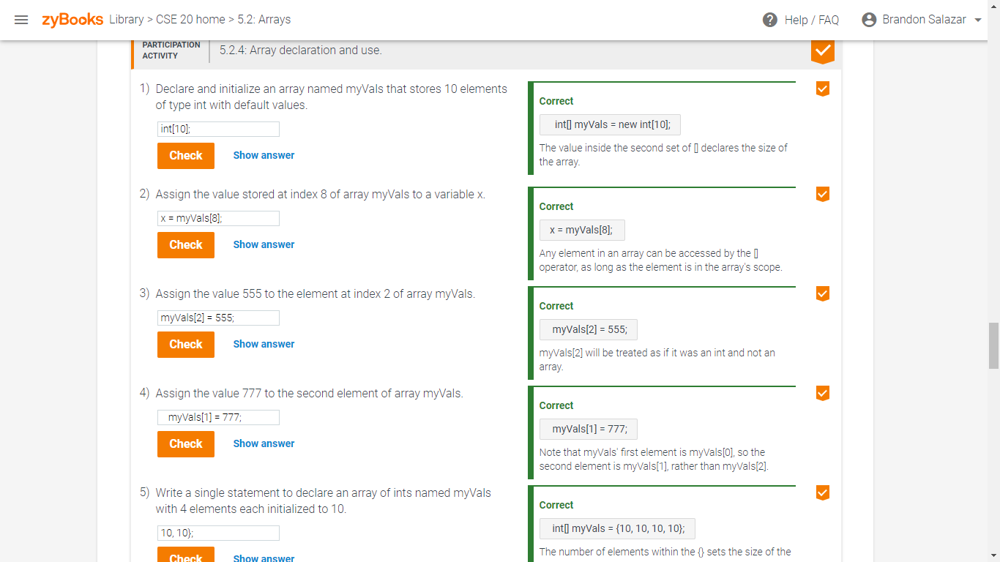 zyBooks Library > CSE 20 home > 5.2: Arrays
Help / FAQ
Brandon Salazar
PARTICIPATION
ACTIVITY
5.2.4: Array declaration and use.
1) Declare and initialize an array named myVals that stores 10 elements
of type int with default values.
int[10];
Check
Show answer
Correct
int[] myVals = new int[10];
The value inside the second set of [] declares the size of
the array.
2) Assign the value stored at index 8 of array myVals to a variable x.
x = myVals[8];
Check
Show answer
Correct
x = myVals[8];
Any element in an array can be accessed by the []
operator, as long as the element is in the array's scope.
3) Assign the value 555 to the element at index 2 of array myVals.
myVals[2] = 555;
Check
Show answer
Correct
myVals[2] = 555;
myVals[2] will be treated as if it was an int and not an
array.
4) Assign the value 777 to the second element of array myVals.
myVals[1] = 777;
Check
Show answer
Correct
myVals[1] = 777;
Note that myVals' first element is myVals[0], so the
second element is myVals[1], rather than myVals[2].
5) Write a single statement to declare an array of ints named myVals
with 4 elements each initialized to 10.
10, 10};
Check
Show answer
Correct
int[] myVals = {10, 10, 10, 10};
The number of elements within the {} sets the size of the